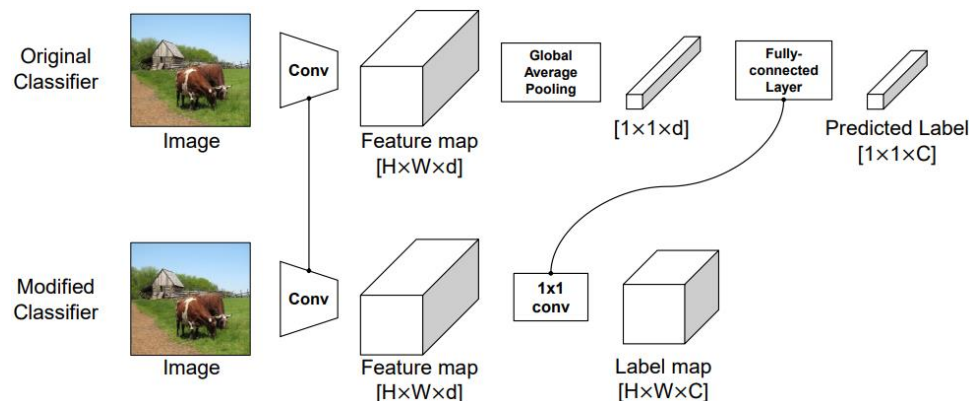 Original
Classifier
Image
Conv
Feature map
[H×W×d]
Global
Average
Pooling
[1×1×d]
Fully-
connected
Layer
Predicted Label
[1×1×C]
Modified
Classifier
Image
Conv
Feature map
[H×W×d]
1x1
conv
Label map
[H×W×C]